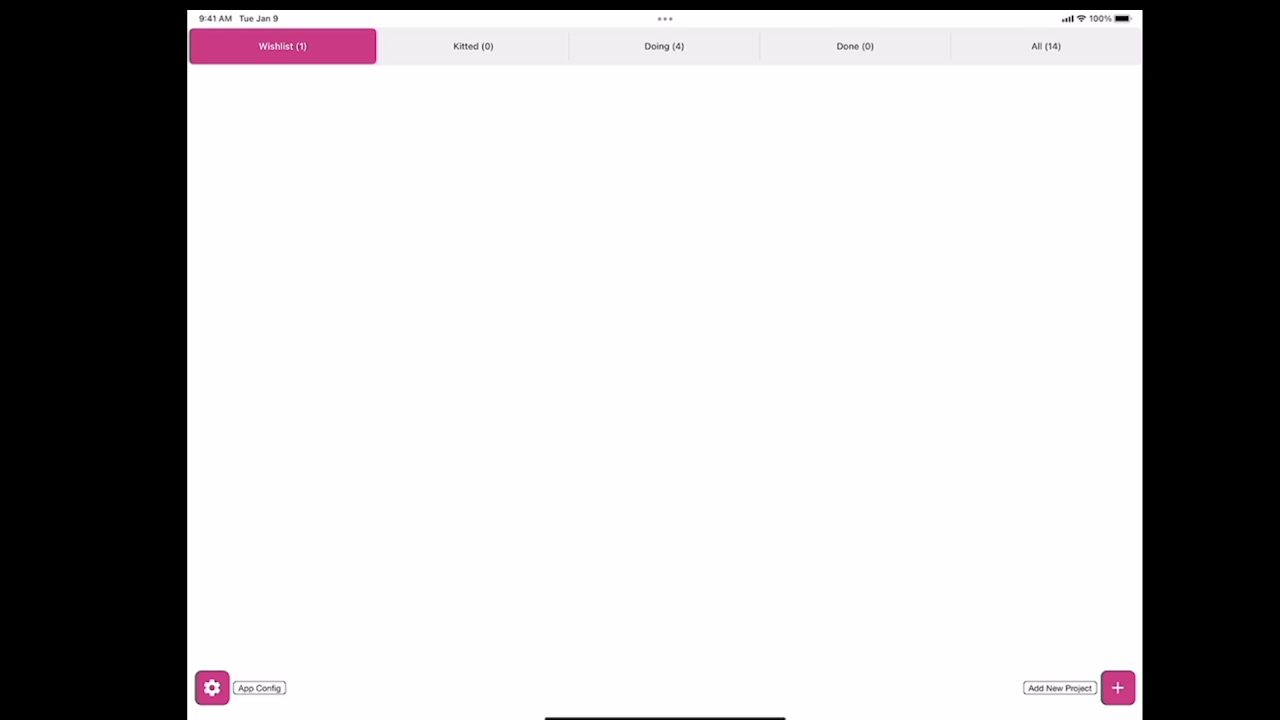 9:41 AM Tue Jan 9
100%
Wishlist (1)
Kitted (0)
Doing (4)
Done (0)
All (14)
App Config
Add New Project